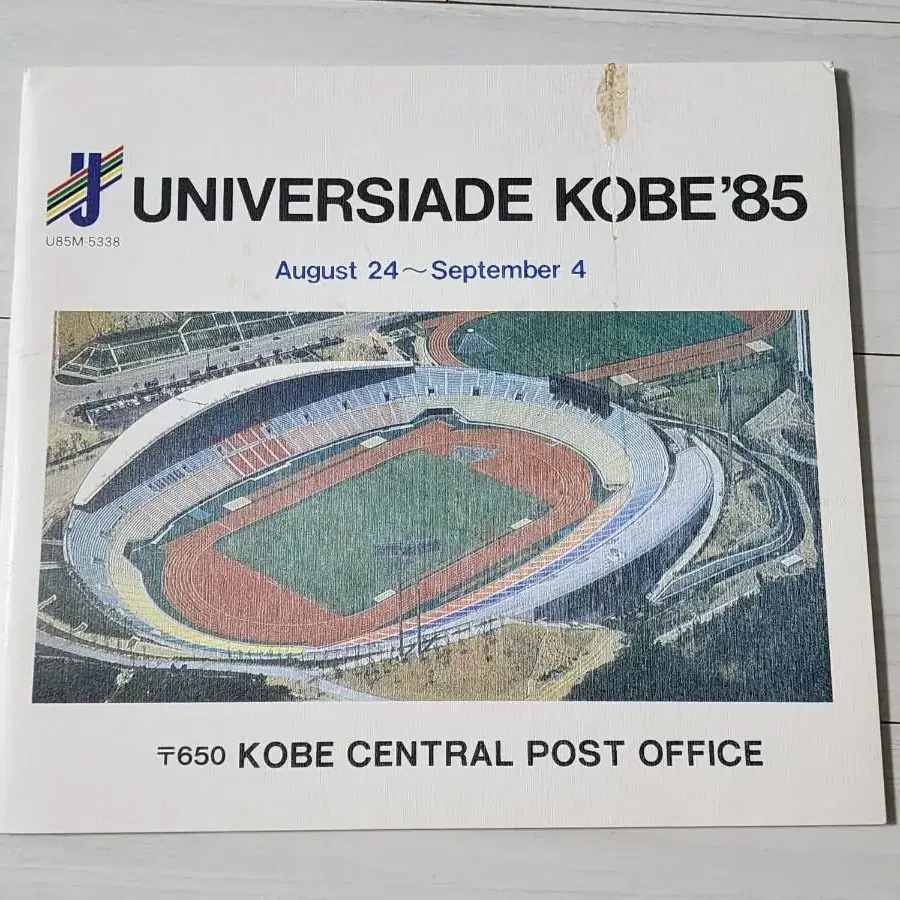 UNIVERSIADE KOBE'85
U85M-5338
August 24~September 4
〒650 KOBE CENTRAL POST OFFICE